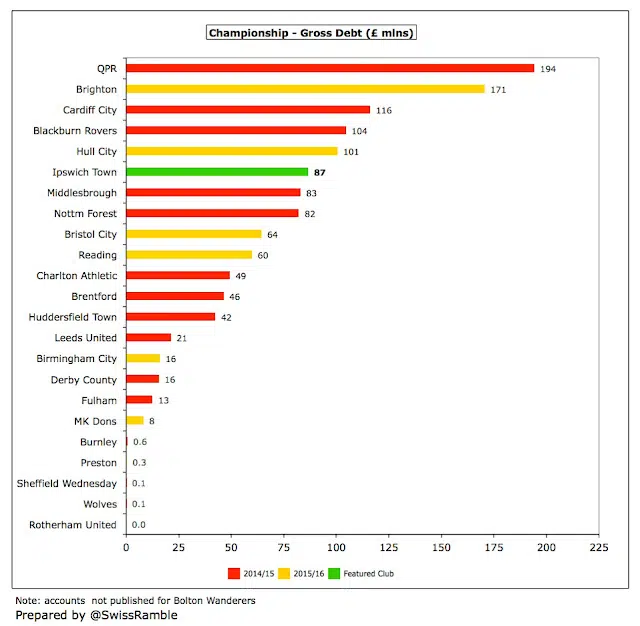 Championship - Gross Debt (£ mlns)
QPR 194
Brighton 171
Cardiff City 116
Blackburn Rovers 104
Hull City 101
Ipswich Town 87
Middlesbrough 83
Nottm Forest 82
Bristol City 64
Reading 60
Charlton Athletic 49
Brentford 46
Huddersfield Town 42
Leeds United 21
Birmingham City 16
Derby County 16
Fulham 13
MK Dons 8
Burnley 0.6
Preston 0.3
Sheffield Wednesday 0.1
Wolves 0.1
Rotherham United 0.0
0 25 50 75 100 125 150 175 200 225
2014/15 2015/16 Featured Club
Note: accounts not published for Bolton Wanderers
Prepared by @SwissRamble